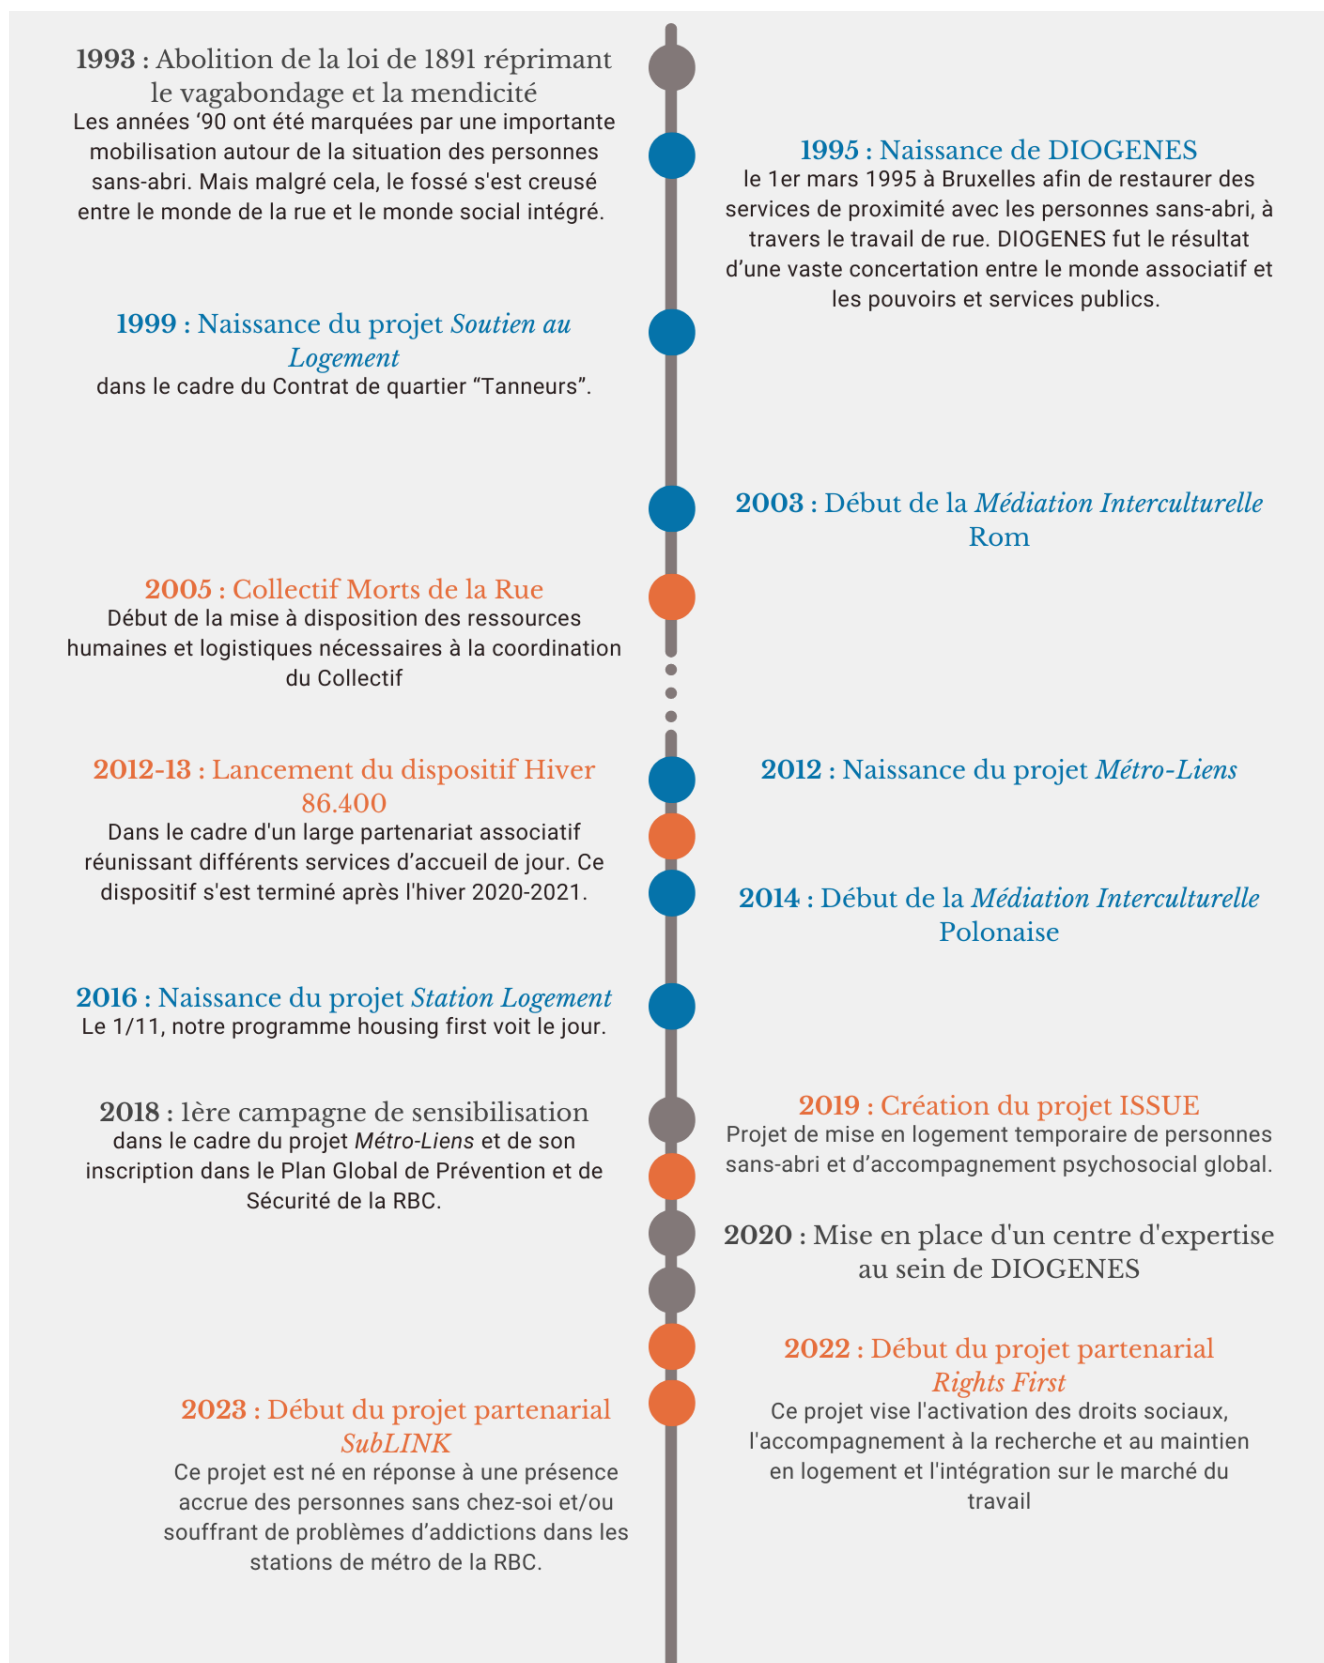 1993 : Abolition de la loi de 1891 réprimant
le vagabondage et la mendicité
Les années ‘90 ont été marquées par une importante
mobilisation autour de la situation des personnes
sans-abri. Mais malgré cela, le fossé s'est creusé
entre le monde de la rue et le monde social intégré.
1995 : Naissance de DIOGENES
le 1er mars 1995 à Bruxelles afin de restaurer des
services de proximité avec les personnes sans-abri, à
travers le travail de rue. DIOGENES fut le résultat
d’une vaste concertation entre le monde associatif et
les pouvoirs et services publics.
1999 : Naissance du projet Soutien au
Logement
dans le cadre du Contrat de quartier “Tanneurs”.
2003 : Début de la Médiation Interculturelle
Rom
2005 : Collectif Morts de la Rue
Début de la mise à disposition des ressources
humaines et logistiques nécessaires à la coordination
du Collectif
2012-13 : Lancement du dispositif Hiver
86.400
Dans le cadre d'un large partenariat associatif
réunissant différents services d’accueil de jour. Ce
dispositif s'est terminé après l'hiver 2020-2021.
2012 : Naissance du projet Métro-Liens
2014 : Début de la Médiation Interculturelle
Polonaise
2016 : Naissance du projet Station Logement
Le 1/11, notre programme housing first voit le jour.
2018 : 1ère campagne de sensibilisation
dans le cadre du projet Métro-Liens et de son
inscription dans le Plan Global de Prévention et de
Sécurité de la RBC.
2019 : Création du projet ISSUE
Projet de mise en logement temporaire de personnes
sans-abri et d’accompagnement psychosocial global.
2020 : Mise en place d'un centre d'expertise
au sein de DIOGENES
2022 : Début du projet partenarial
Rights First
Ce projet vise l'activation des droits sociaux,
l'accompagnement à la recherche et au maintien
en logement et l'intégration sur le marché du
travail
2023 : Début du projet partenarial
SubLINK
Ce projet est né en réponse à une présence
accrue des personnes sans chez-soi et/ou
souffrant de problèmes d’addictions dans les
stations de métro de la RBC.